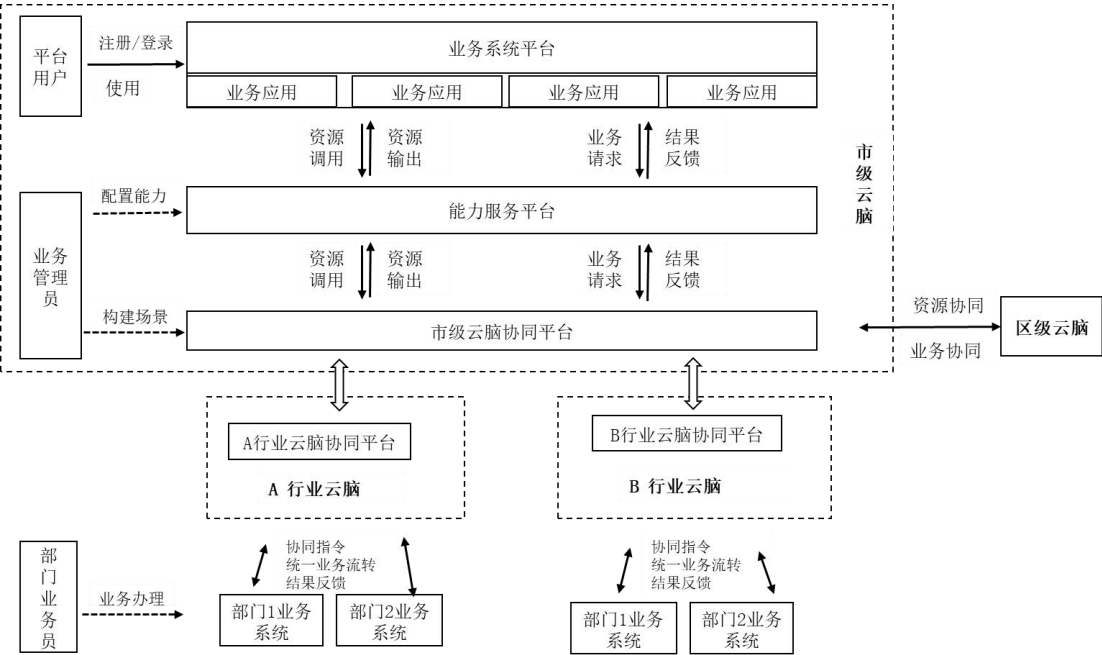 平台
用户
注册/登录
使用
业务系统平台
业务应用
业务应用
业务应用
业务应用
资源
调用
资源
输出
业务
请求
结果
反馈
市级云脑
业务
管理
员
配置能力
能力服务平台
资源
调用
资源
输出
业务
请求
结果
反馈
构建场景
市级云脑协同平台
资源协同
业务协同
区级云脑
A行业云脑协同平台
A 行业云脑
B行业云脑协同平台
B 行业云脑
部门业务员
业务办理
协同指令
统一业务流转
结果反馈
部门1业务
系统
部门2业务
系统
协同指令
统一业务流转
结果反馈
部门1业务
系统
部门2业务
系统